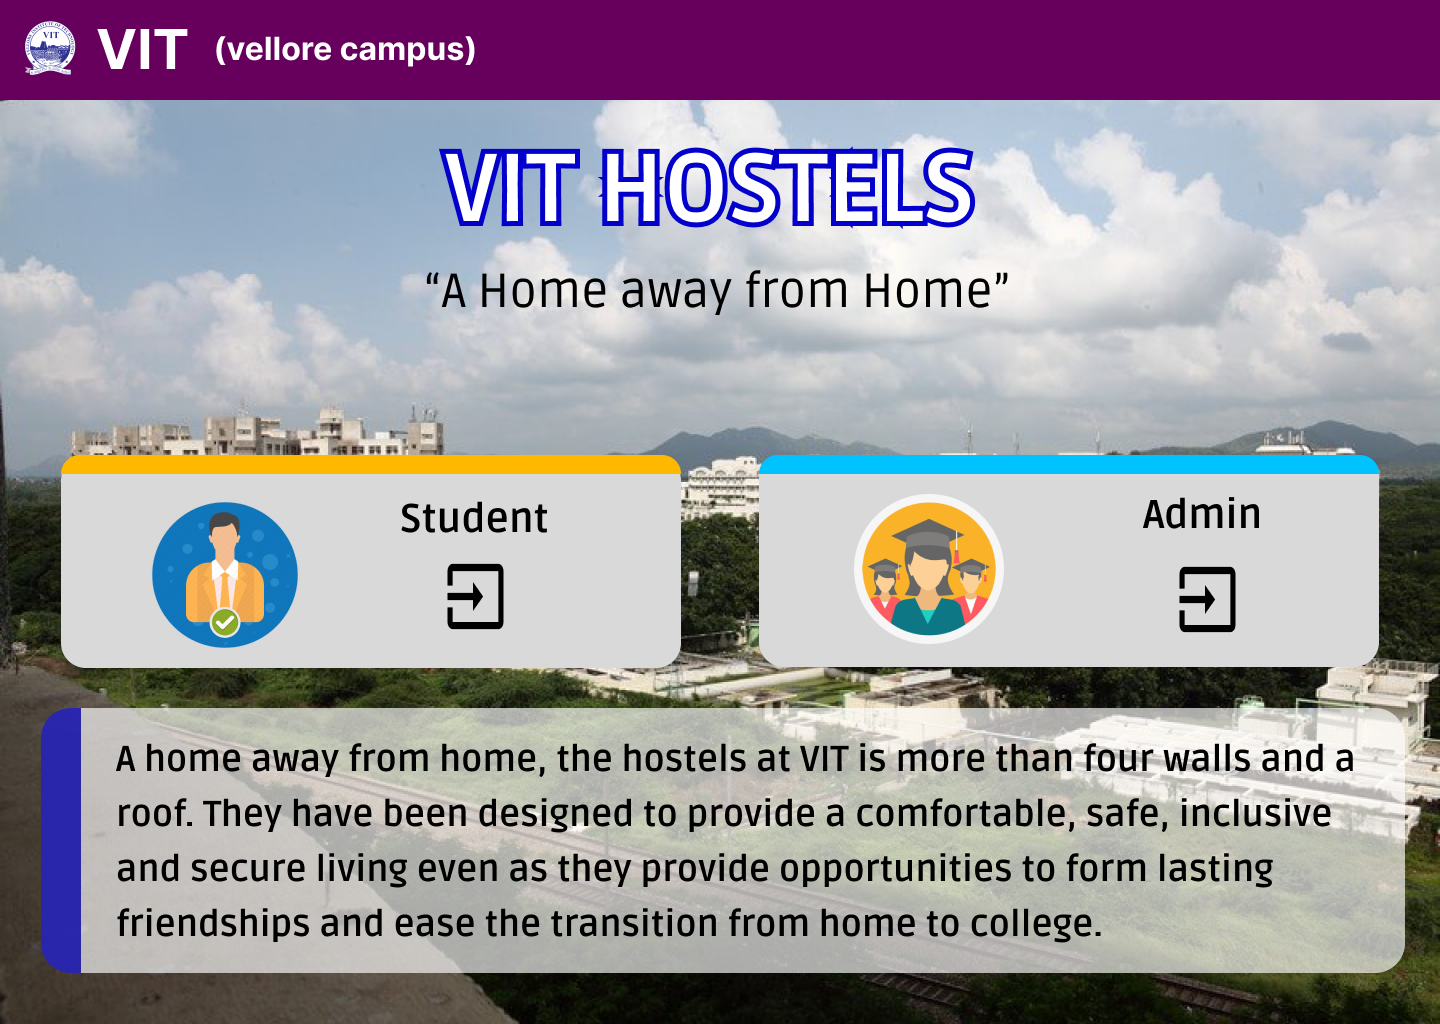 VIT
VIT (vellore campus)
VIT HOSTELS
“A Home away from Home”
Student
Admin
A home away from home, the hostels at VIT is more than four walls and a
roof. They have been designed to provide a comfortable, safe, inclusive
and secure living even as they provide opportunities to form lasting
friendships and ease the transition from home to college.